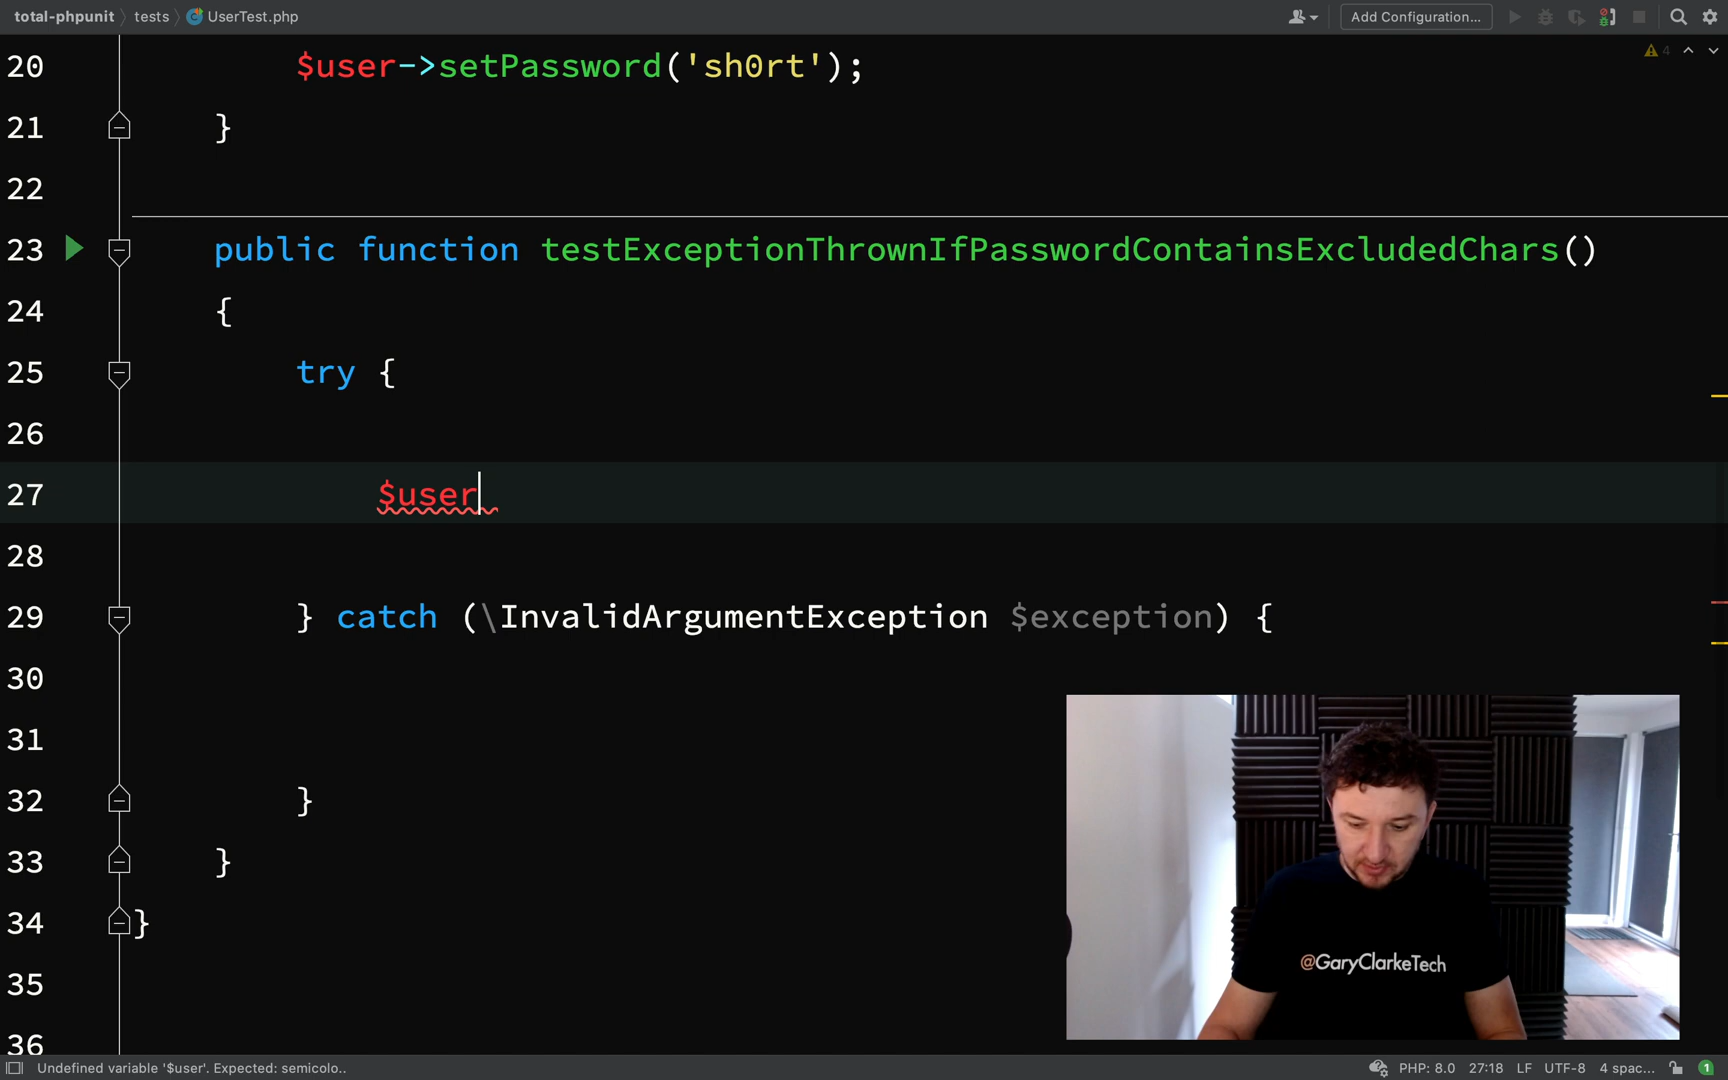 total-phpunit tests UserTest.php Add Configuration...
4
20 $user->setPassword('sh0rt');
21 }
22
23 public function testExceptionThrownIfPasswordContainsExcludedChars()
24 {
25 try {
26
27 $user
28
29 } catch (\InvalidArgumentException $exception) {
30
31
32 }
33 }
34 }
35
36
@GaryClarkeTech
Undefined variable '$user'. Expected: semicolo.. PHP: 8.0 27:18 LF UTF-8 4 spac... 1